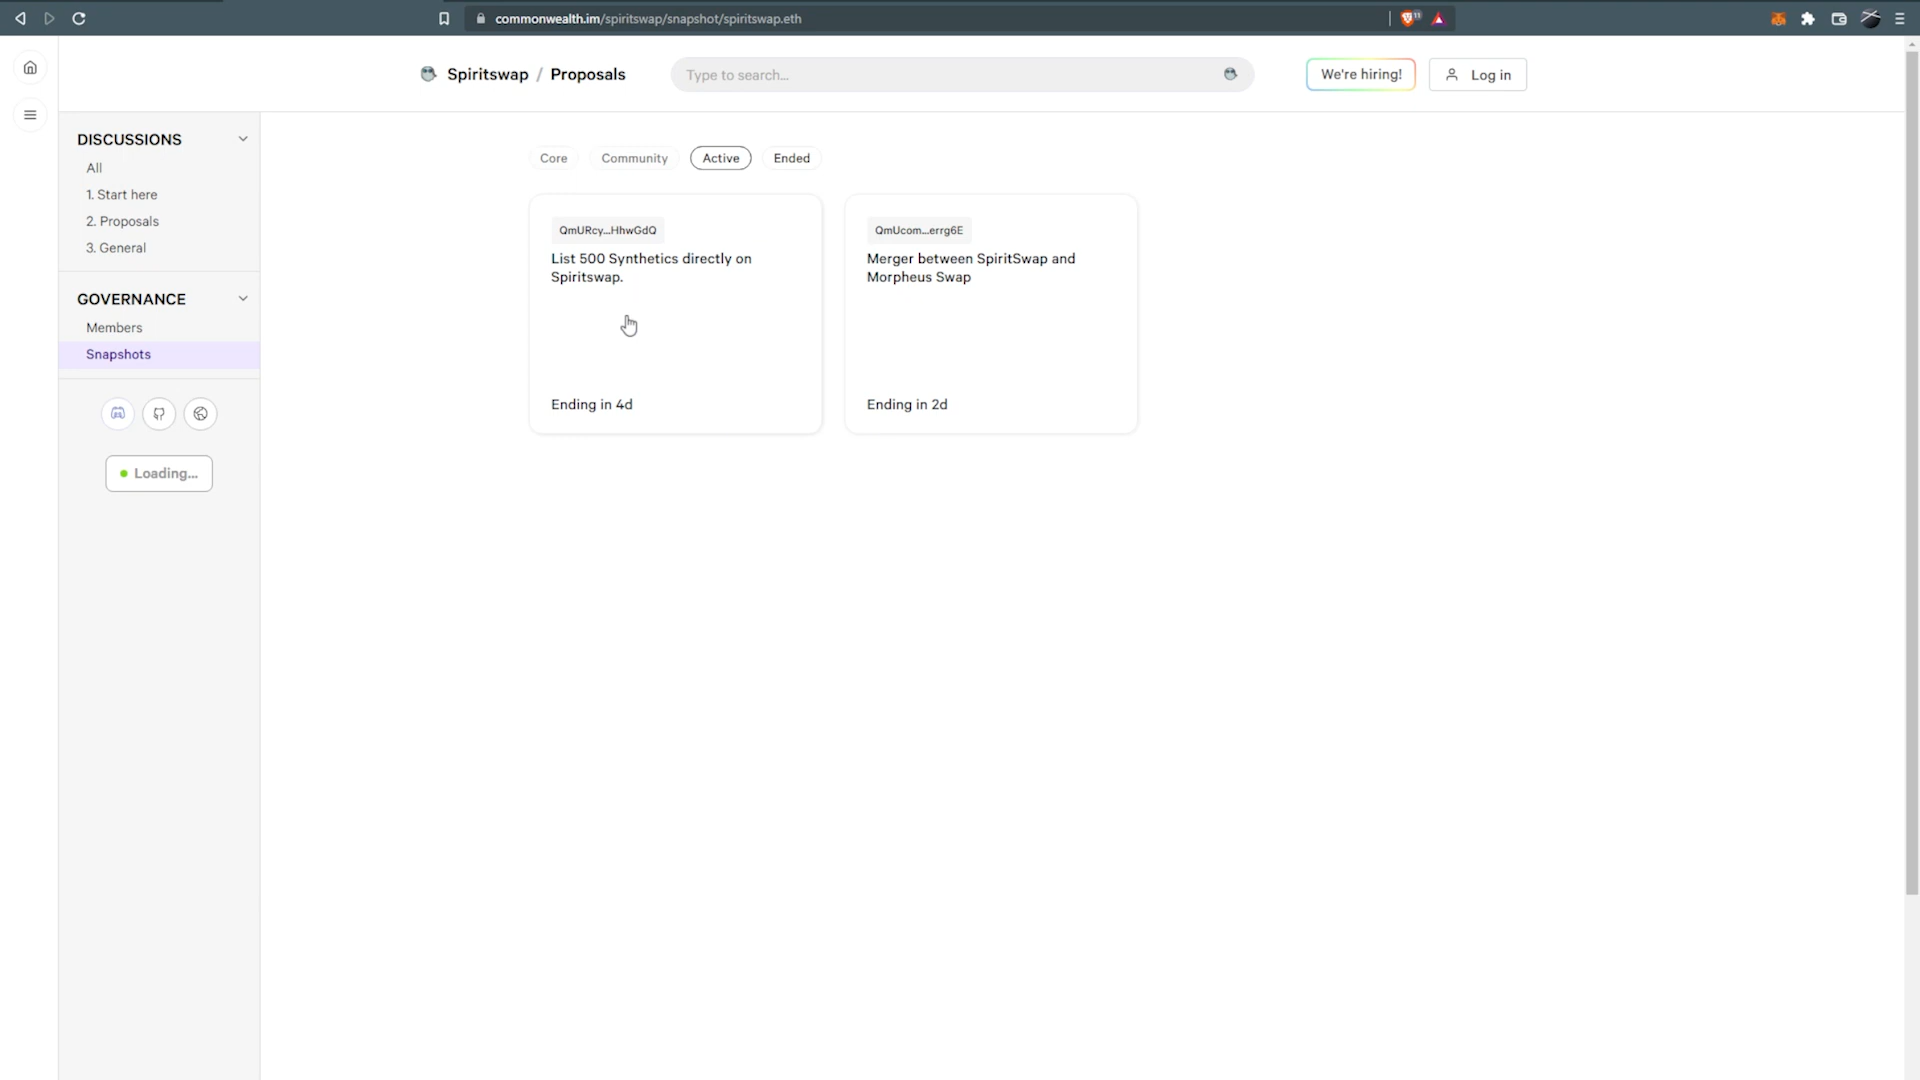 commonwealth.im/spiritswap/snapshot/spiritswap.eth
11
Spiritswap / Proposals
Type to search...
We're hiring!
Log in
DISCUSSIONS
All
1. Start here
2. Proposals
3. General
GOVERNANCE
Members
Snapshots
Loading...
Core
Community
Active
Ended
QmURcy...HhwGdQ
List 500 Synthetics directly on
Spiritswap.
Ending in 4d
QmUcom...errg6E
Merger between SpiritSwap and
Morpheus Swap
Ending in 2d